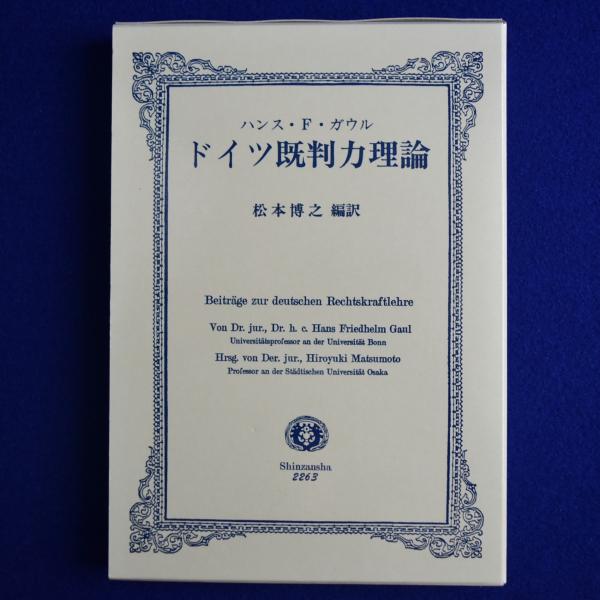 ハンス・F・ガウル
ドイツ既判力理論
松本博之 編訳
Beiträge zur deutschen Rechtskraftlehre
Von Dr. jur., Dr. h. c. Hans Friedhelm Gaul
Universitätsprofessor an der Universität Bonn
Hrsg. von Der. jur., Hiroyuki Matsumoto
Professor an der Städtischen Universität Osaka
Shinzansha
2263